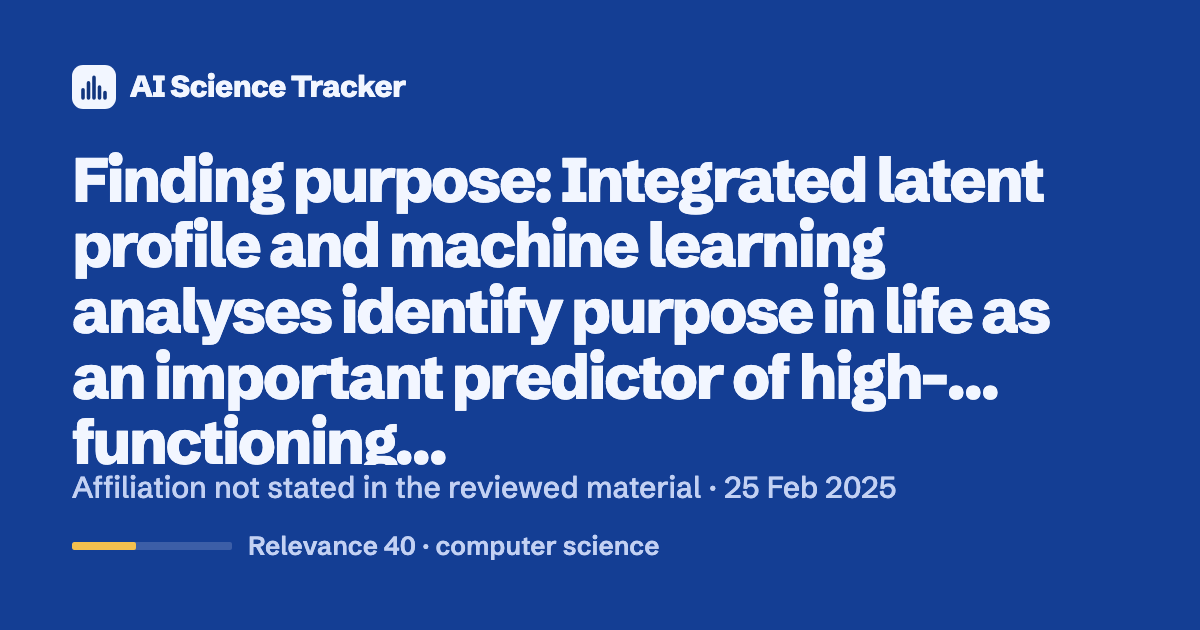 AI Science Tracker
Finding purpose: Integrated latent
profile and machine learning
analyses identify purpose in life as
an important predictor of high-...
functioning...
Affiliation not stated in the reviewed material · 25 Feb 2025
Relevance 40 · computer science